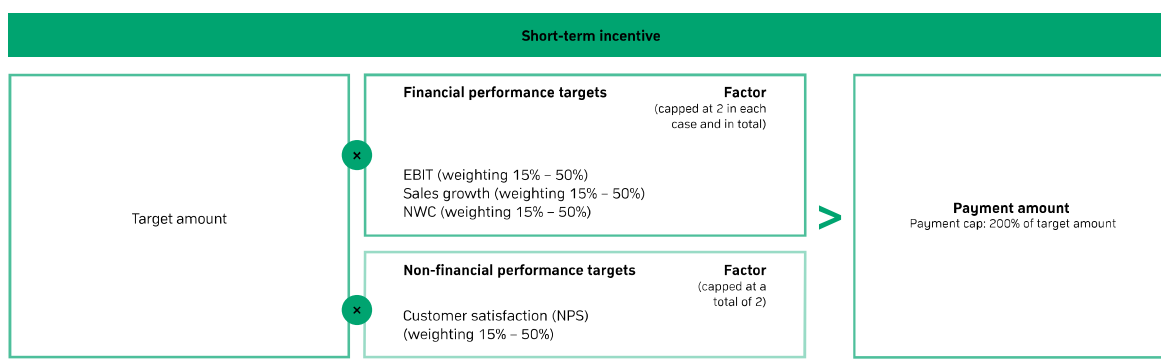 Short-term incentive
Target amount
×
Financial performance targets
Factor
(capped at 2 in each
case and in total)
EBIT (weighting 15% – 50%)
Sales growth (weighting 15% – 50%)
NWC (weighting 15% – 50%)
×
Non-financial performance targets
Factor
(capped at a
total of 2)
Customer satisfaction (NPS)
(weighting 15% – 50%)
>
Payment amount
Payment cap: 200% of target amount